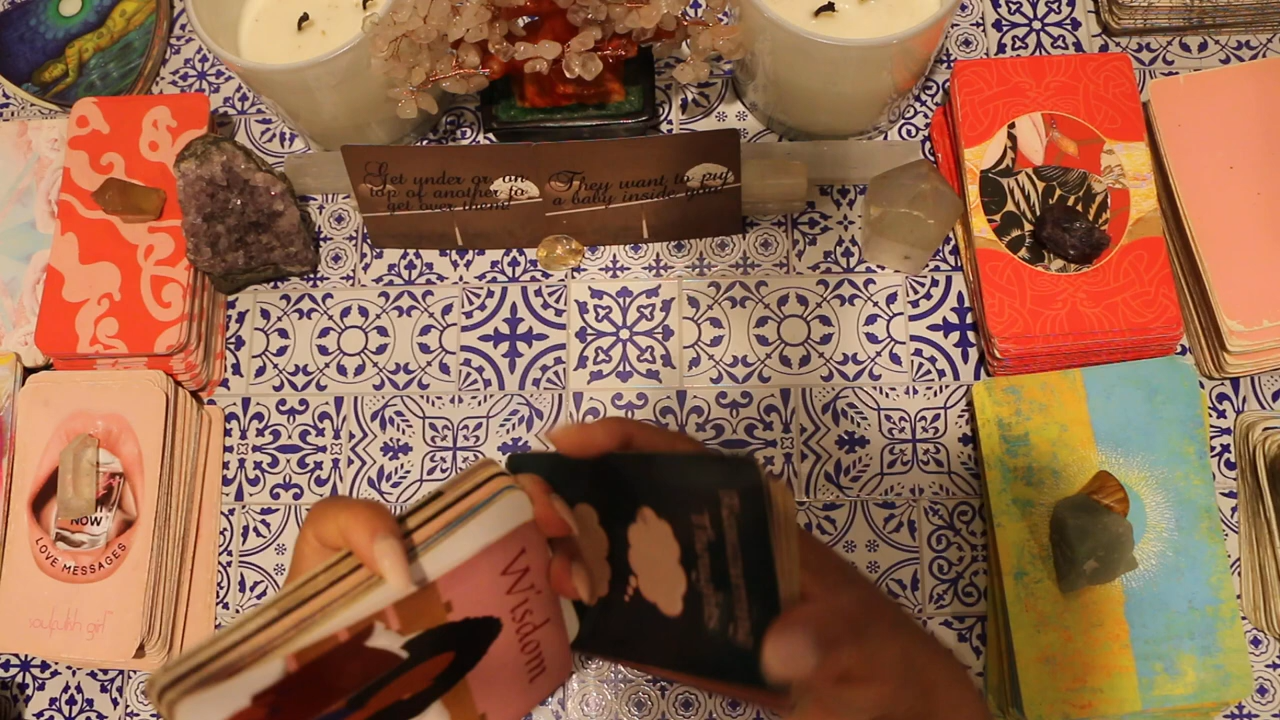 Get under or, on
top of another to
get over them!
They want to put
a baby inside you!
NOW
LOVE MESSAGES
soulfulsh girl
Wisdom